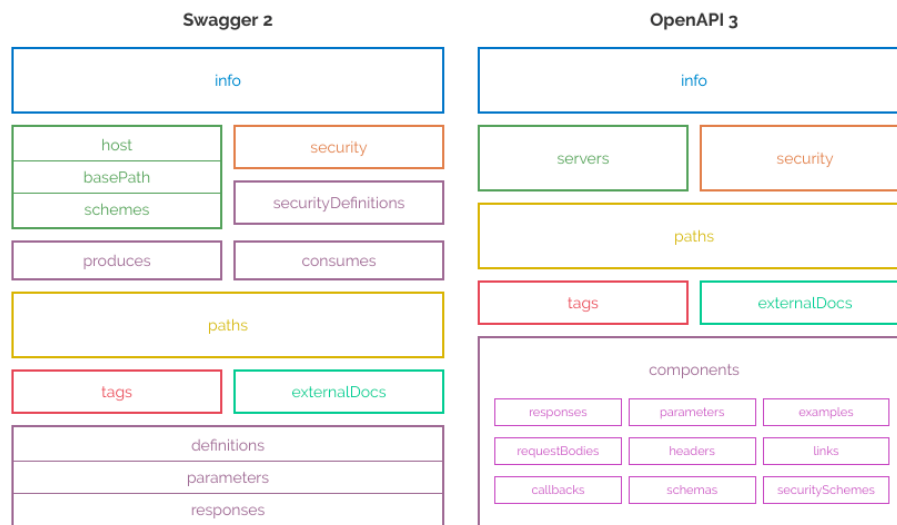 Swagger 2
info
host
basePath
schemes
security
securityDefinitions
produces
consumes
paths
tags
externalDocs
definitions
parameters
responses
OpenAPI 3
info
servers
security
paths
tags
externalDocs
components
responses
parameters
examples
requestBodies
headers
links
callbacks
schemas
securitySchemes